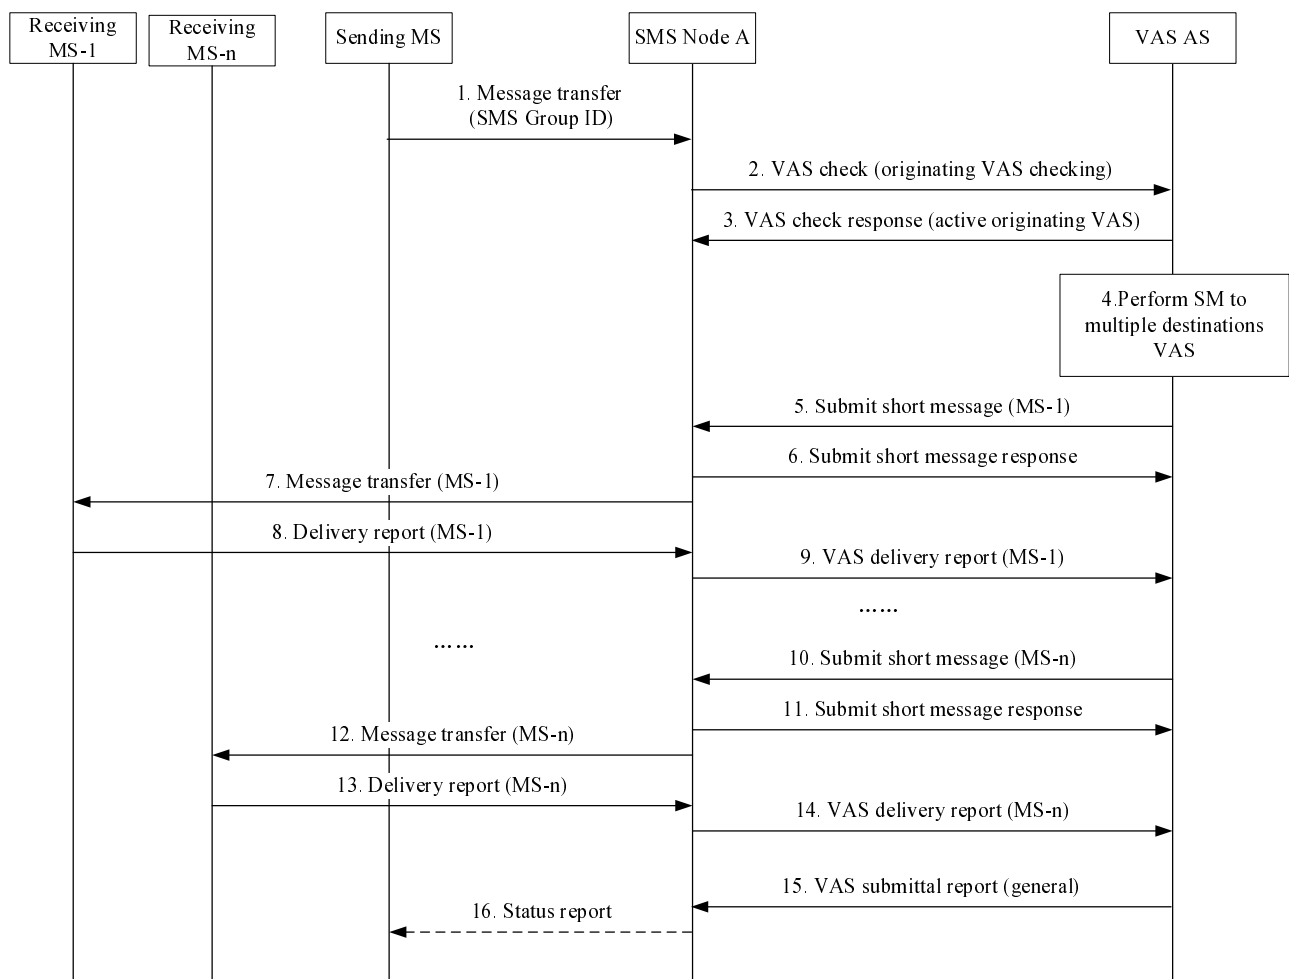 Receiving
MS-1
Receiving
MS-n
Sending MS
SMS Node A
VAS AS
1. Message transfer
(SMS Group ID)
2. VAS check (originating VAS checking)
3. VAS check response (active originating VAS)
4.Perform SM to
multiple destinations
VAS
5. Submit short message (MS-1)
6. Submit short message response
7. Message transfer (MS-1)
8. Delivery report (MS-1)
9. VAS delivery report (MS-1)
……
……
10. Submit short message (MS-n)
11. Submit short message response
12. Message transfer (MS-n)
13. Delivery report (MS-n)
14. VAS delivery report (MS-n)
15. VAS submittal report (general)
16. Status report